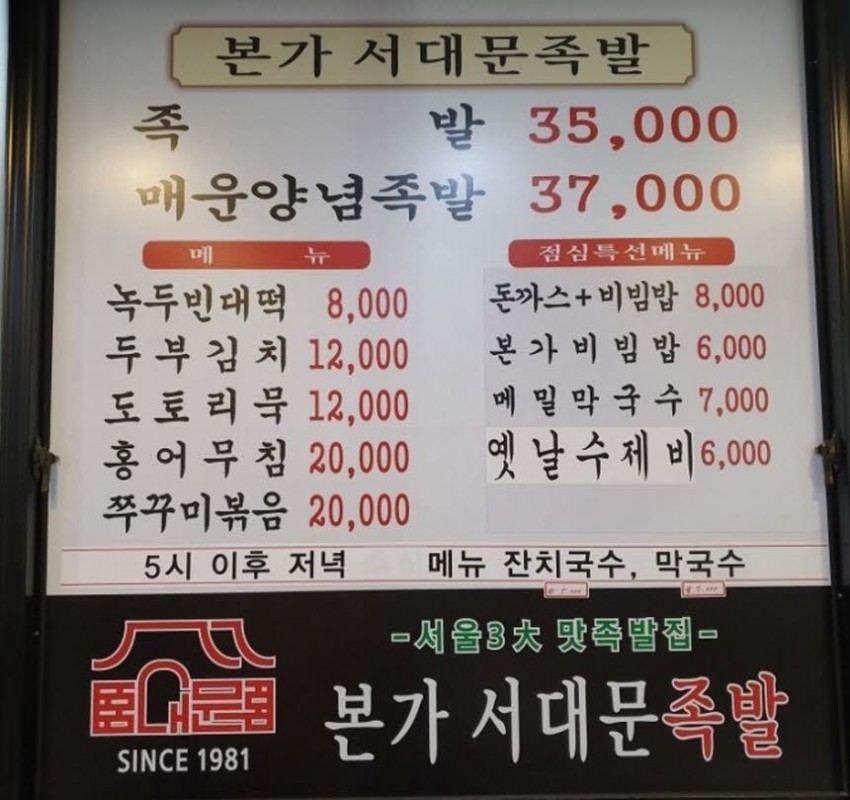 본가 서대문족발
족 발 35,000
매운양념족발 37,000
메 뉴
녹두빈대떡 8,000
두부김치 12,000
도토리묵 12,000
홍어무침 20,000
쭈꾸미볶음 20,000
점심특선메뉴
돈까스+비빔밥 8,000
본가비빔밥 6,000
메밀막국수 7,000
옛날수제비 6,000
5시 이후 저녁 메뉴 잔치국수, 막국수
-서울3大 맛족발집-
서대문
SINCE 1981
본가 서대문족발